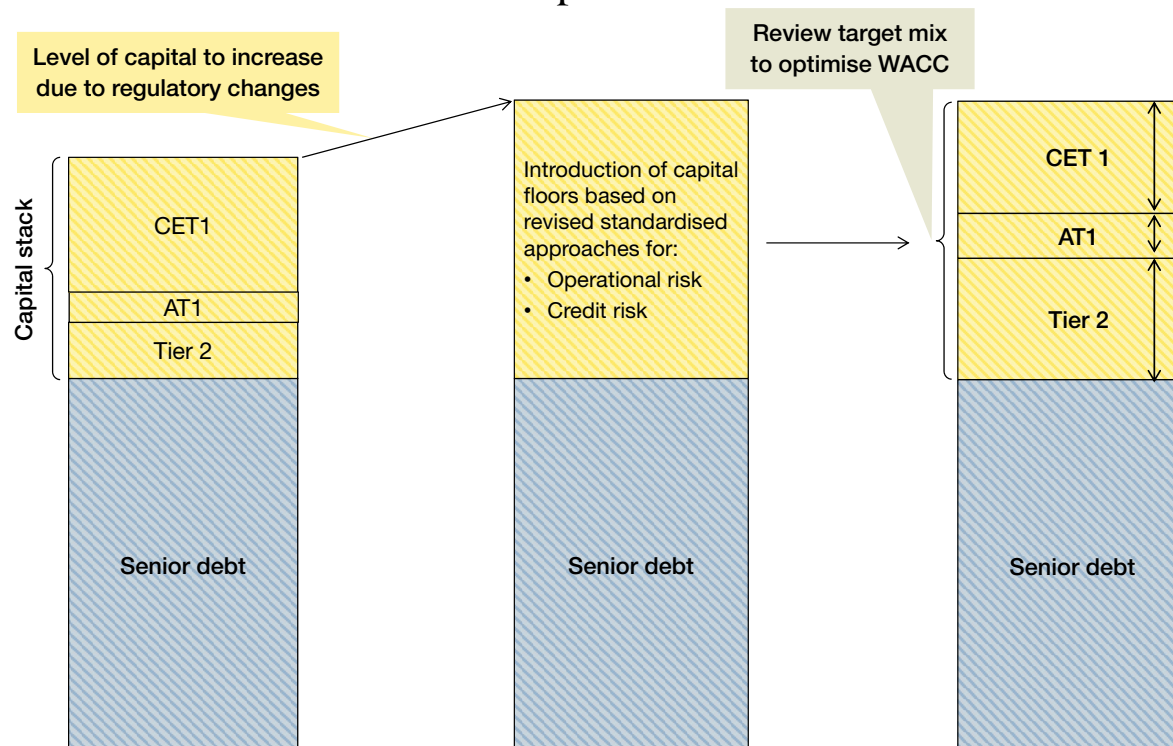 Level of capital to increase
due to regulatory changes
Review target mix
to optimise WACC
Capital stack
CET1
AT1
Tier 2
Senior debt
Introduction of capital
floors based on
revised standardised
approaches for:
• Operational risk
• Credit risk
Senior debt
CET 1
AT1
Tier 2
Senior debt